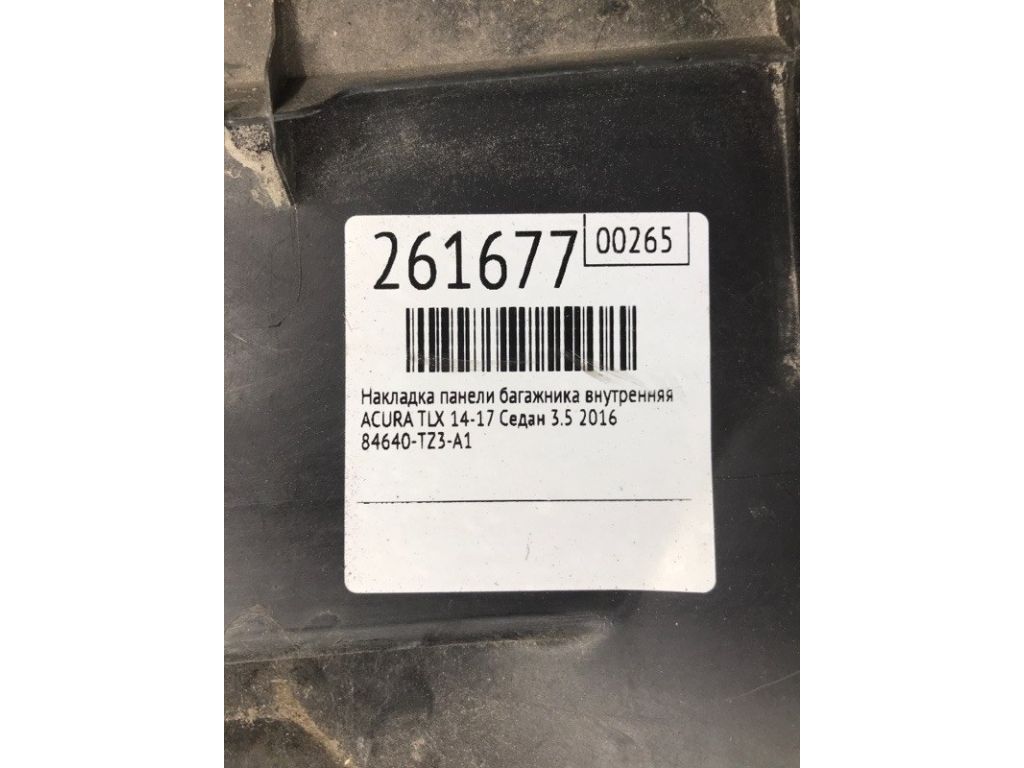 261677
00265
Накладка панели багажника внутренняя
ACURA TLX 14-17 Седан 3.5 2016
84640-TZ3-A1